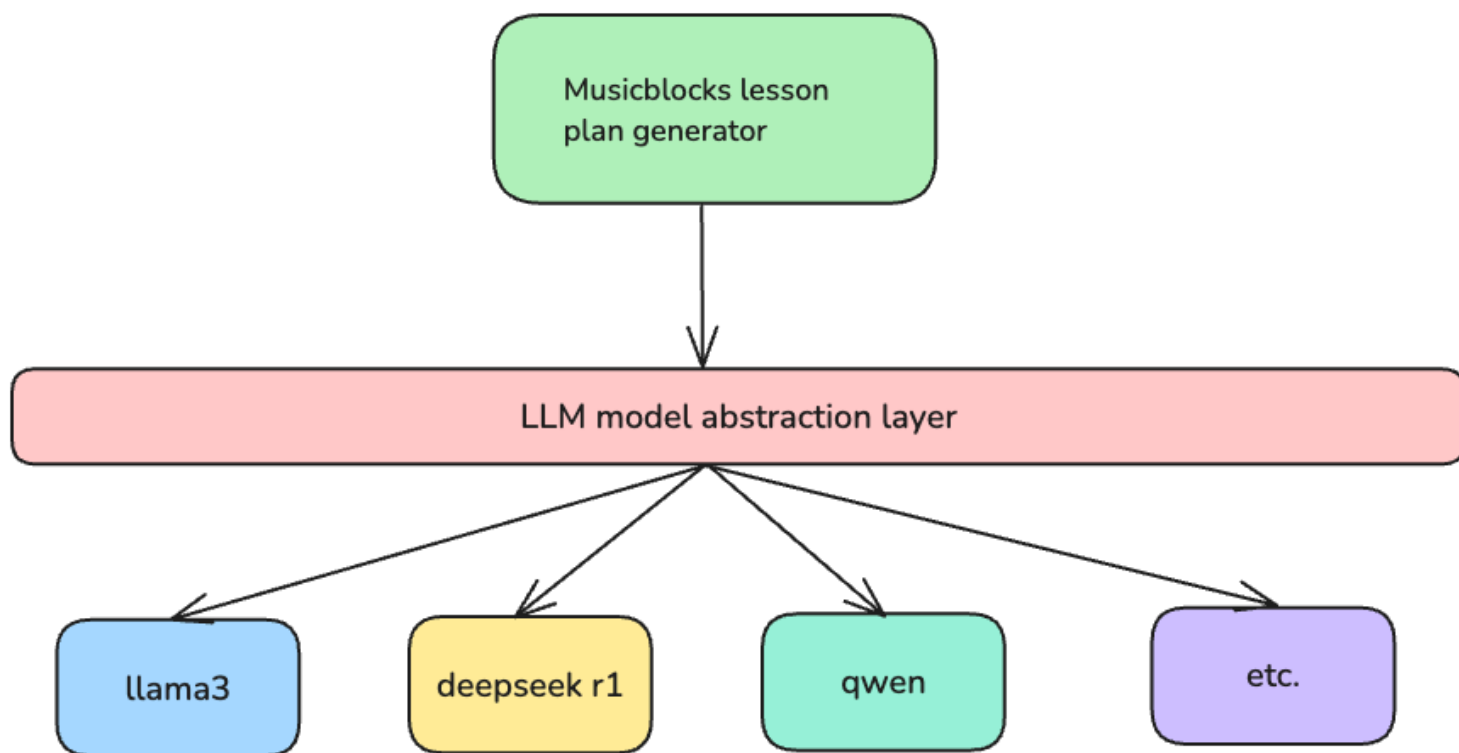 Musicblocks lesson
plan generator
LLM model abstraction layer
llama3
deepseek r1
qwen
etc.